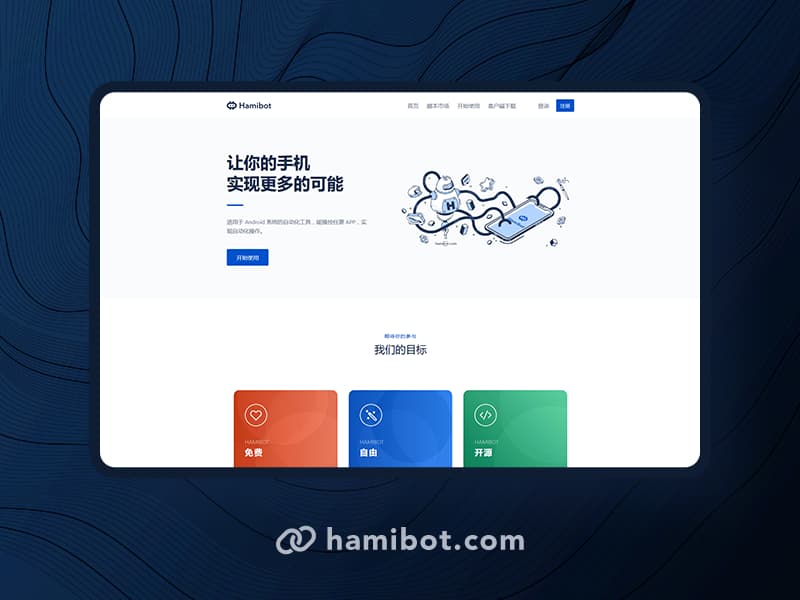 Hamibot
首页 脚本市场 开始使用 客户端下载 登录 注册
让你的手机
实现更多的可能
适用于 Android 系统的自动化工具，能操控任意 APP，实
现自动化操作。
开始使用
H
hamibot.com
期待你的参与
我们的目标
HAMIBOT
免费
HAMIBOT
自由
HAMIBOT
开源
hamibot.com